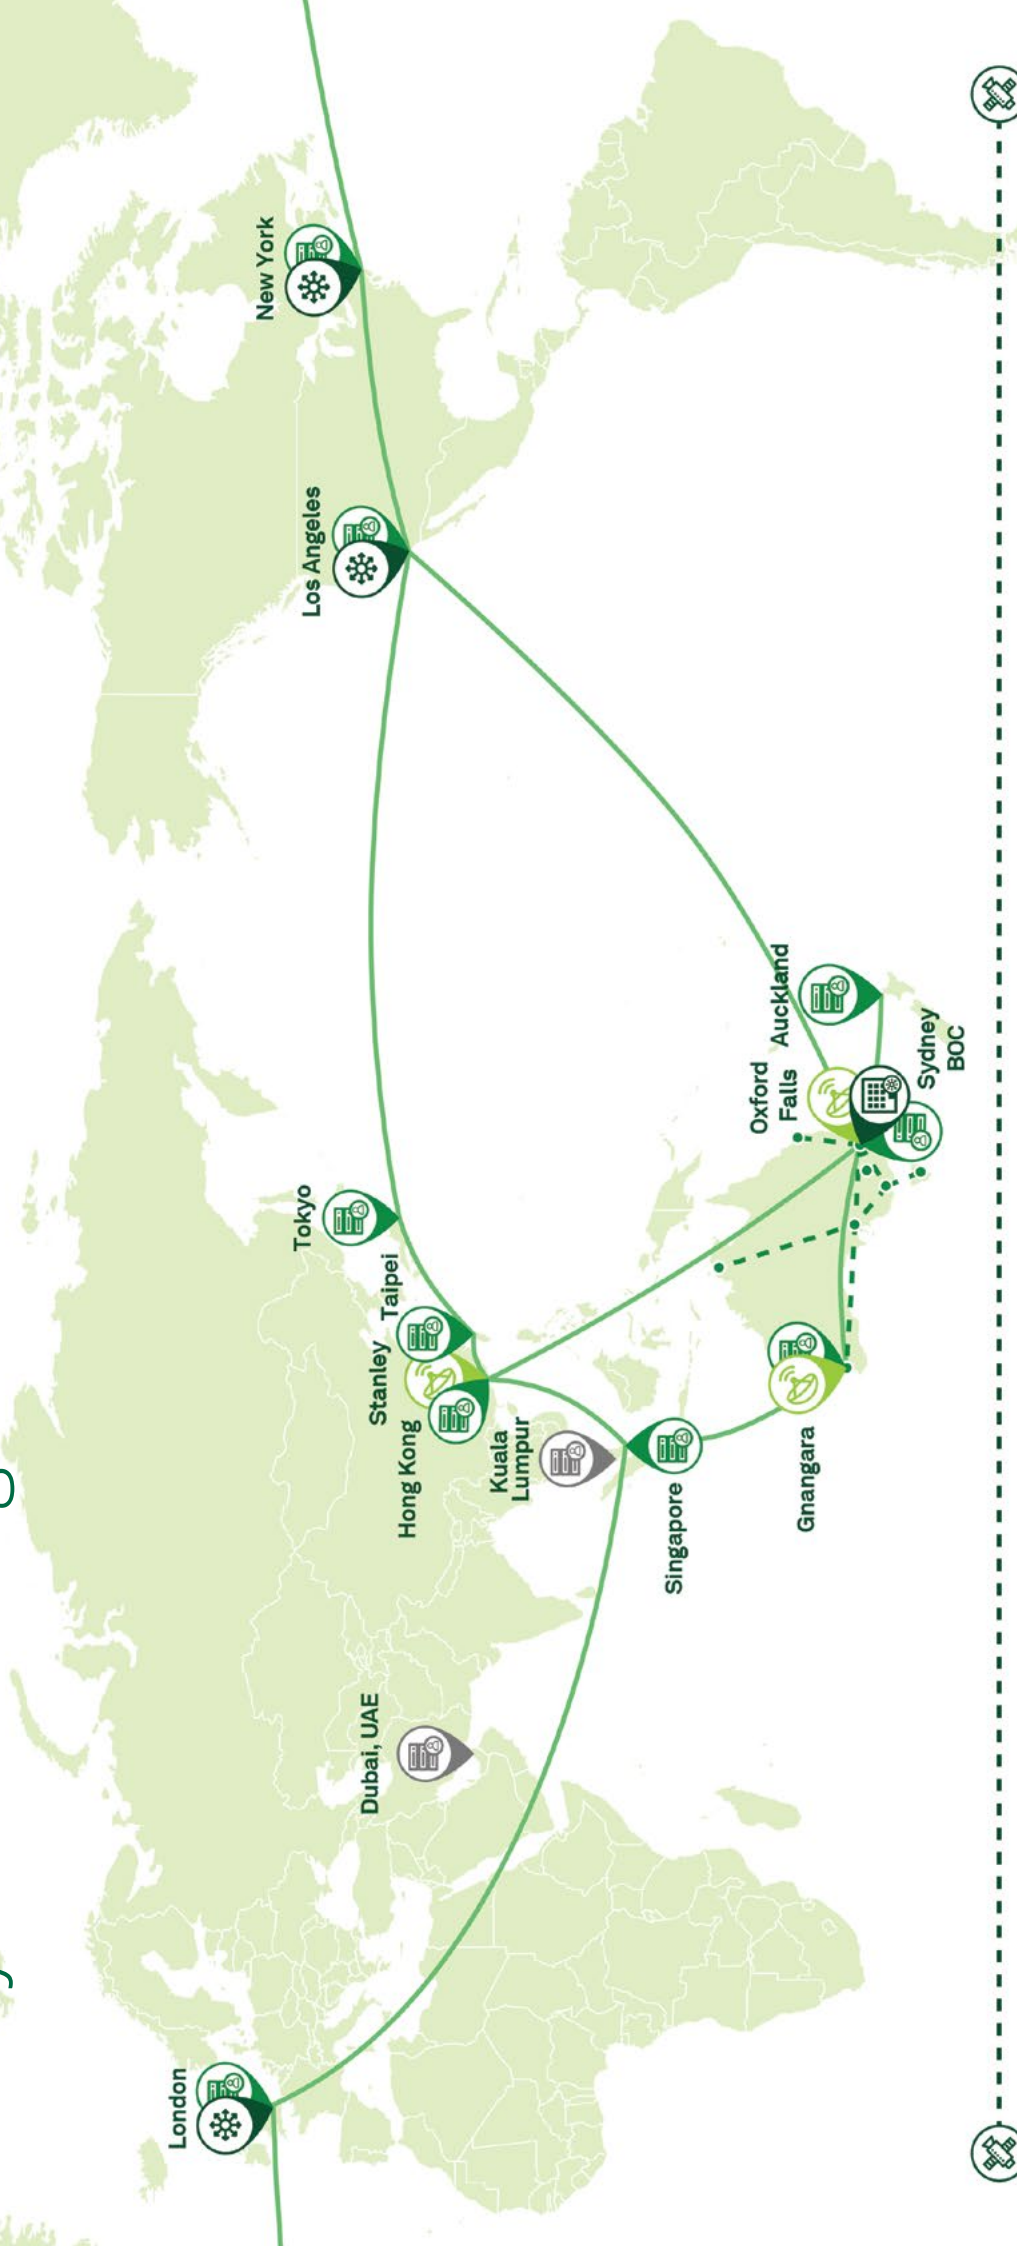 London
Dubai, UAE
Hong Kong
Stanley
Taipei
Tokyo
Kuala
Lumpur
Singapore
Gnangara
Oxford
Falls
Auckland
Sydney
BOC
Los Angeles
New York